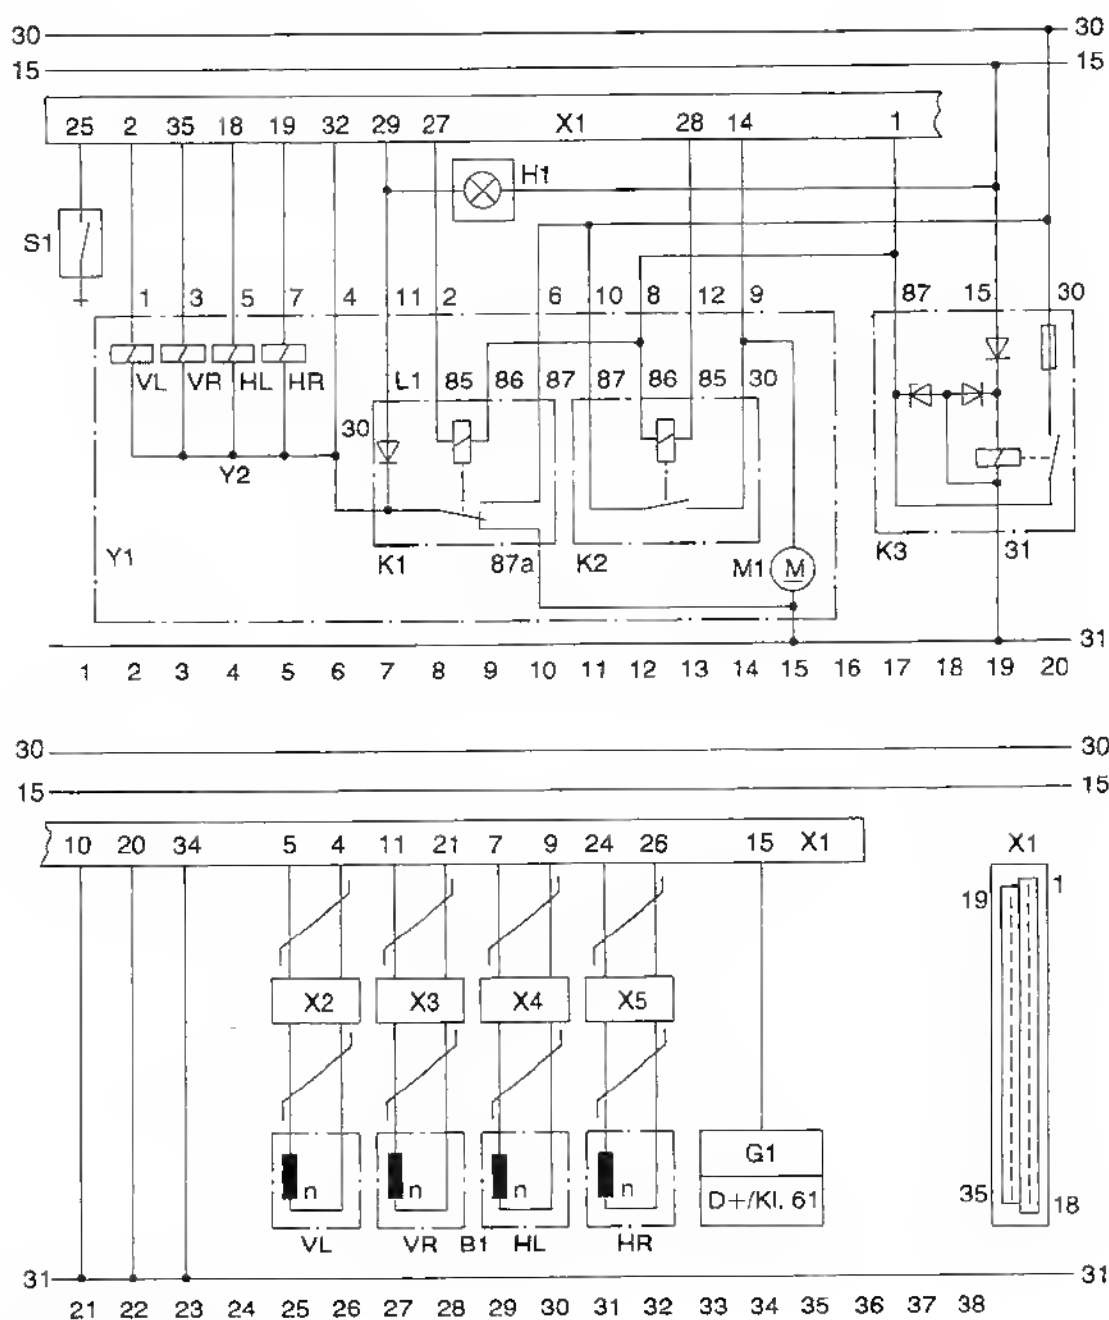 30 30
15 15
25 2 35 18 19 32 29 27 X1 28 14 1
H1
S1
1 3 5 7 4 11 2 6 10 8 12 9 87 15 30
VL VR HL HR L1 85 86 87 87 86 85 30
30
Y2
Y1 K1 87a K2 M1 M K3 31
31
1 2 3 4 5 6 7 8 9 10 11 12 13 14 15 16 17 18 19 20
30 30
15 15
10 20 34 5 4 11 21 7 9 24 26 15 X1 X1
19 1
X2 X3 X4 X5
G1
n n n n D+/Kl. 61 35 18
VL VR B1 HL HR
31 31
21 22 23 24 25 26 27 28 29 30 31 32 33 34 35 36 37 38